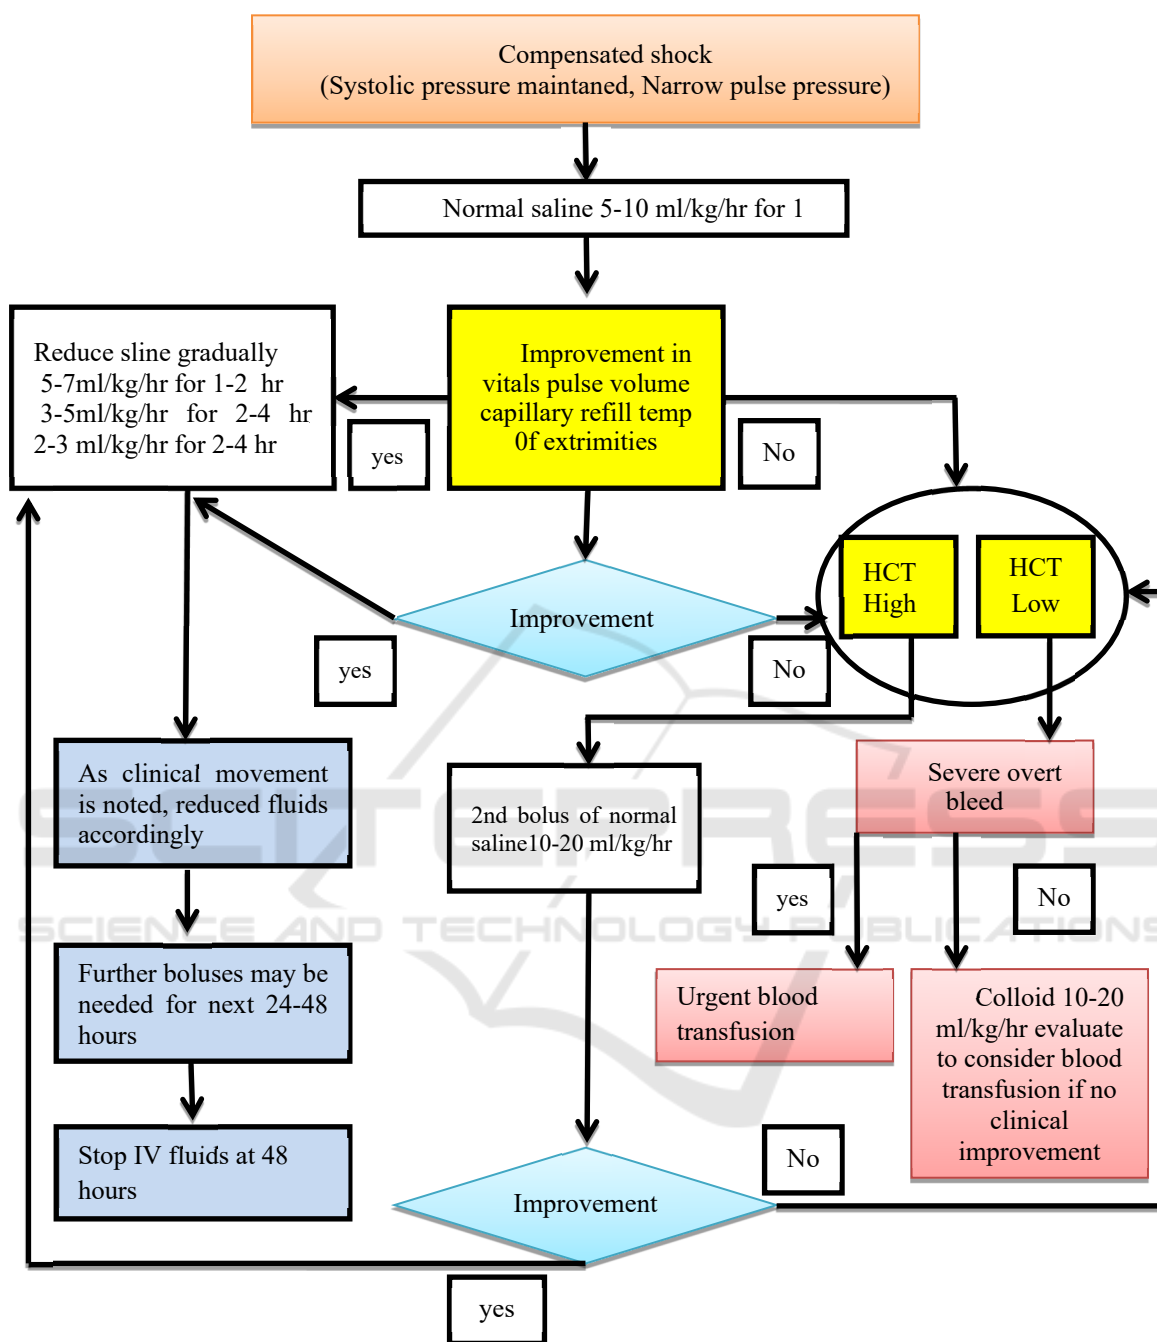 Compensated shock
(Systolic pressure maintaned, Narrow pulse pressure)
Normal saline 5-10 ml/kg/hr for 1
Reduce sline gradually
5-7ml/kg/hr for 1-2 hr
3-5ml/kg/hr for 2-4 hr
2-3 ml/kg/hr for 2-4 hr
yes
Improvement in
vitals pulse volume
capillary refill temp
0f extrimities
No
HCT
High
HCT
Low
Improvement
yes
No
As clinical movement
is noted, reduced fluids
accordingly
2nd bolus of normal
saline10-20 ml/kg/hr
Severe overt
bleed
yes
No
SCITEPRESS
SCIENCE AND TECHNOLOGY PUBLICATIONS
Further boluses may be
needed for next 24-48
hours
Urgent blood
transfusion
Colloid 10-20
ml/kg/hr evaluate
to consider blood
transfusion if no
clinical
improvement
Stop IV fluids at 48
hours
Improvement
No
yes